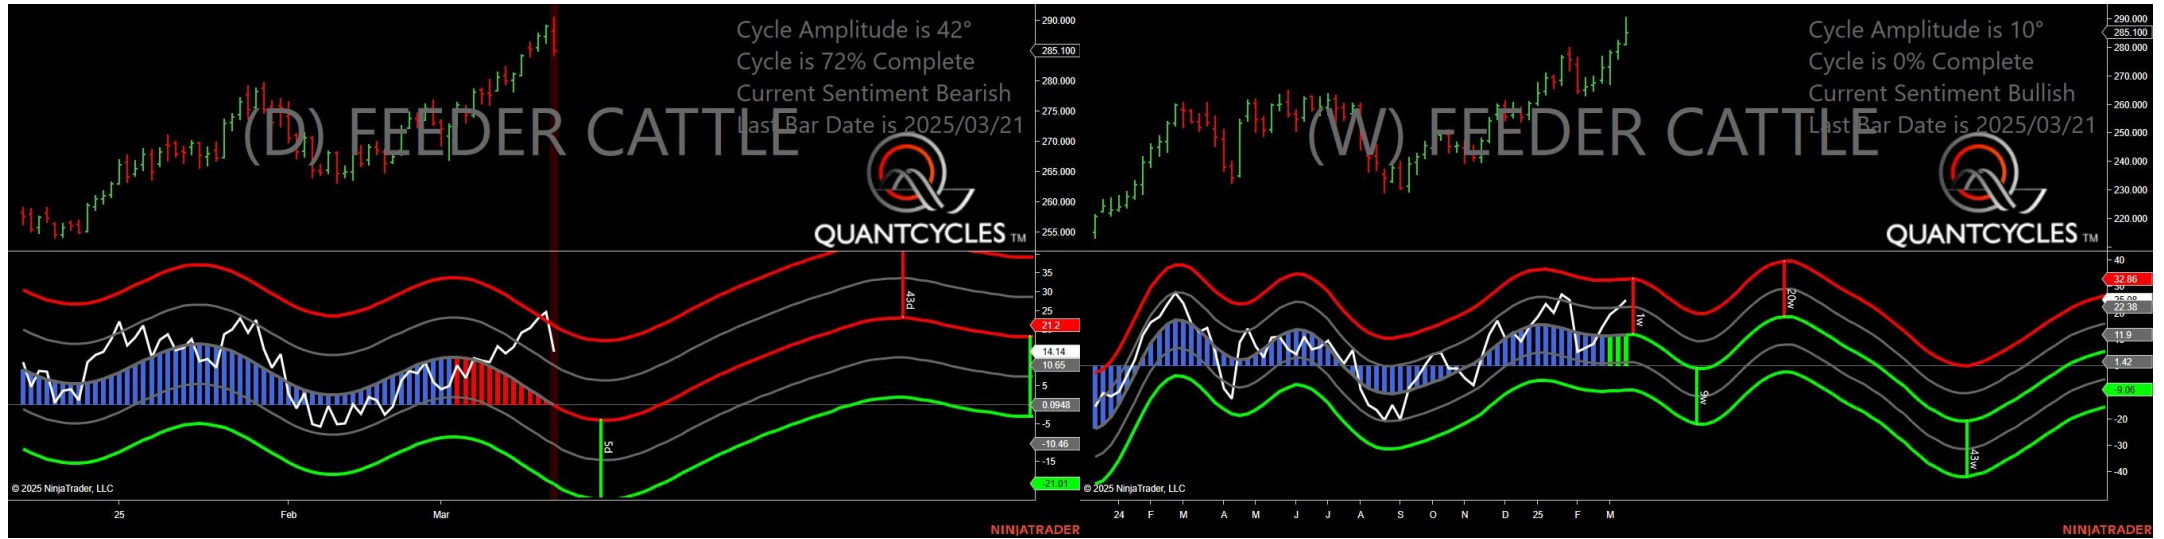 Cycle Amplitude is 42°
Cycle is 72% Complete
Current Sentiment Bearish
Last Bar Date is 2025/03/21
(D) FEEDER CATTLE
QUANTCYCLES TM
290.000
285.100
280.000
275.000
270.000
265.000
260.000
255.000
43d
5d
35
30
25
21.2
14.14
10.65
5
0.0948
-5
-10.46
-15
-21.01
© 2025 NinjaTrader, LLC
25
Feb
Mar
NINJATRADER
Cycle Amplitude is 10°
Cycle is 0% Complete
Current Sentiment Bullish
Last Bar Date is 2025/03/21
(W) FEEDER CATTLE
QUANTCYCLES TM
290.000
285.100
280.000
270.000
260.000
250.000
240.000
230.000
220.000
1w
20w
9w
43w
40
32.86
22.38
11.9
1.42
-9.06
-20
-30
-40
© 2025 NinjaTrader, LLC
24 F M A M J J A S O N D 25 F M
NINJATRADER